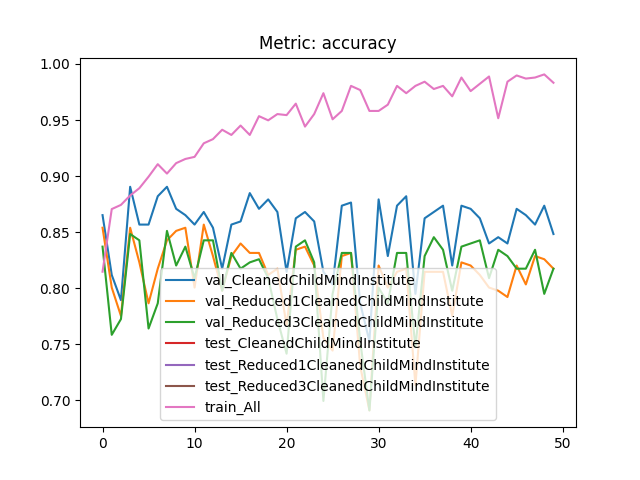 Metric: accuracy
1.00
0.95
0.90
0.85
0.80
0.75
0.70
val_CleanedChildMindInstitute
val_Reduced1CleanedChildMindInstitute
val_Reduced3CleanedChildMindInstitute
test_CleanedChildMindInstitute
test_Reduced1CleanedChildMindInstitute
test_Reduced3CleanedChildMindInstitute
train_All
0 10 20 30 40 50